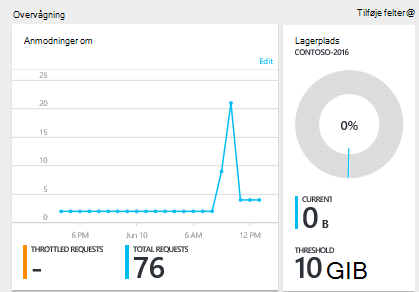 Overvågning
Tilføje felter@
Anmodninger om
Edit
25
20
15
10
5
0
6 PM
Jun 10
6 AM
12 PM
THROTTLED REQUESTS
-
TOTAL REQUESTS
76
Lagerplads
CONTOSO-2016
0%
CURRENT
0 B
THRESHOLD
10 GIB